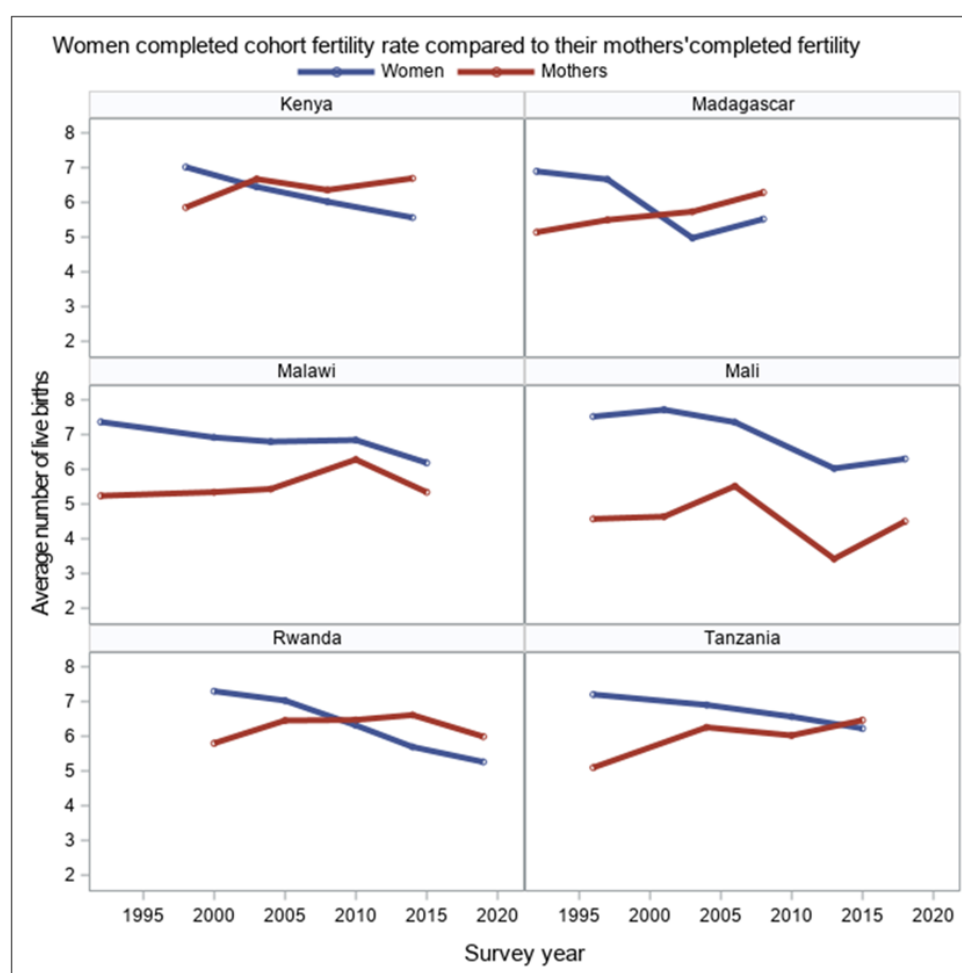 Women completed cohort fertility rate compared to their mothers'completed fertility
Women Mothers
Kenya Madagascar
8
7
6
5
4
3
2
Malawi Mali
8
7
6
5
4
3
2
Average number of live births
Rwanda Tanzania
8
7
6
5
4
3
2
1995 2000 2005 2010 2015 2020 1995 2000 2005 2010 2015 2020
Survey year